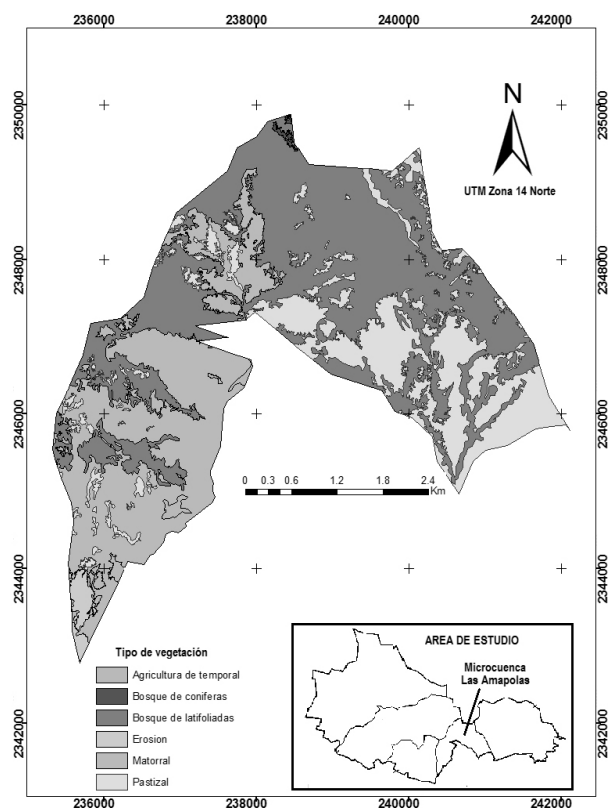 236000 238000 240000 242000
2350000
2350000
N
UTM Zona 14 Norte
2348000
2348000
2346000
2346000
0 0.3 0.6 1.2 1.8 2.4
Km
2344000
2344000
Tipo de vegetación
Agricultura de temporal
Bosque de coniferas
Bosque de latifoliadas
Erosion
Matorral
Pastizal
AREA DE ESTUDIO
Microcuenca
Las Amapolas
2342000
2342000
236000 238000 240000 242000